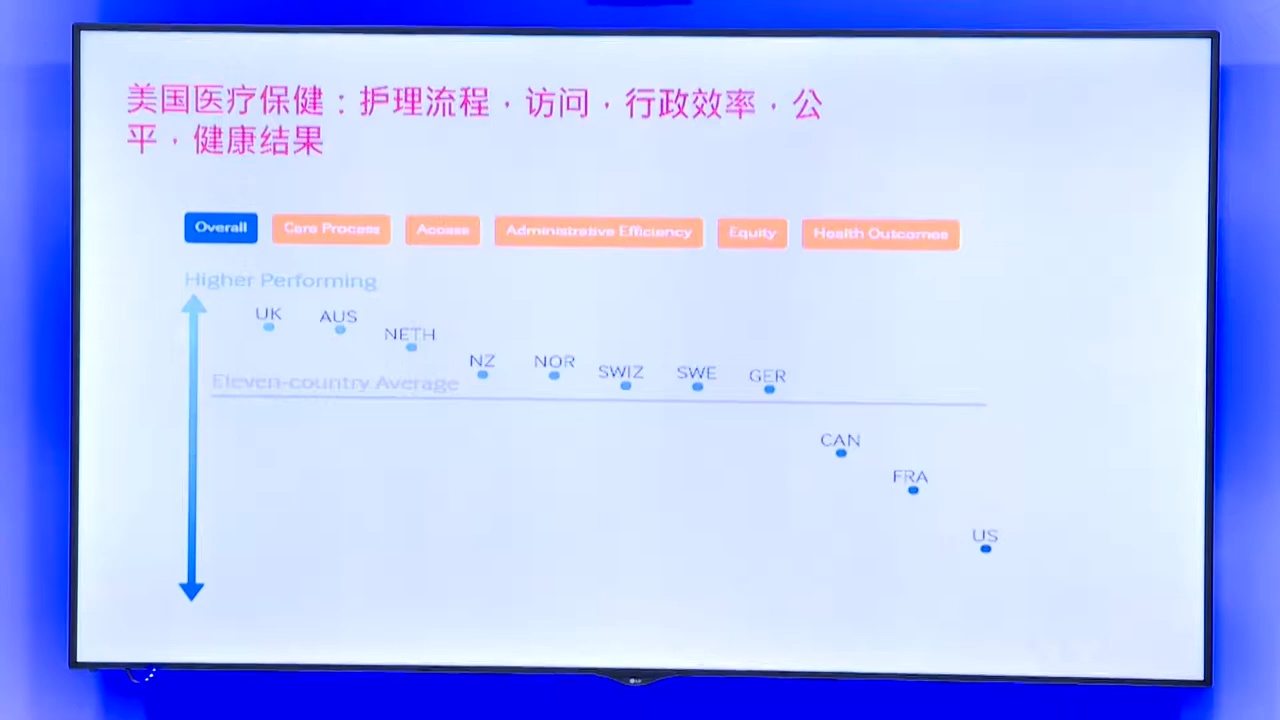 美国医疗保健：护理流程，访问，行政效率，公
平，健康结果
Overall Care Process Access Administrative Efficiency Equity Health Outcomes
Higher Performing
UK AUS
NETH
NZ NOR SWIZ SWE GER
Eleven-country Average
CAN
FRA
US
LG